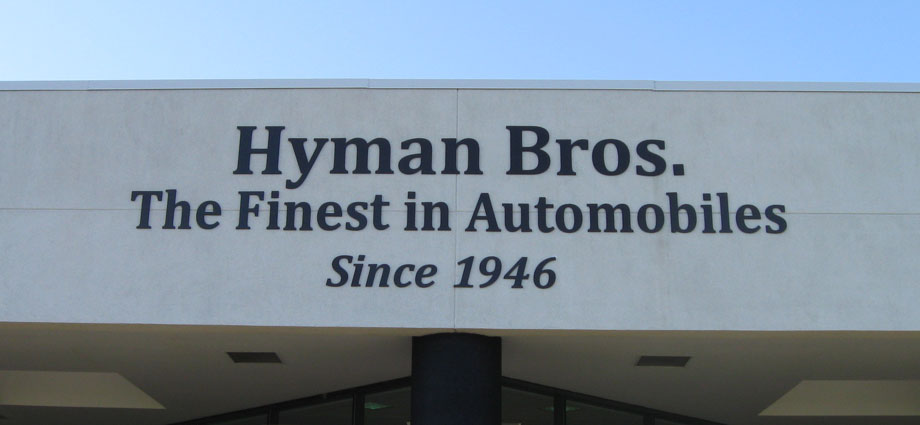 Hyman Bros.
The Finest in Automobiles
Since 1946